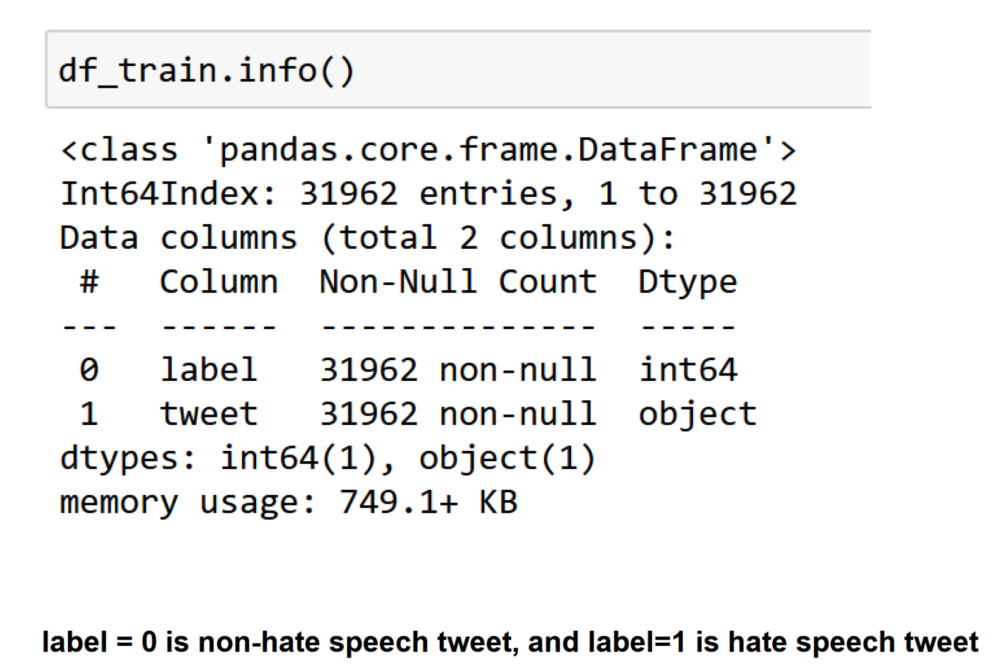 df_train.info()
<class 'pandas.core.frame.DataFrame'>
Int64Index: 31962 entries, 1 to 31962
Data columns (total 2 columns):
 #   Column  Non-Null Count  Dtype
---  ------  --------------  -----
 0   label   31962 non-null  int64
 1   tweet   31962 non-null  object
dtypes: int64(1), object(1)
memory usage: 749.1+ KB
label = 0 is non-hate speech tweet, and label=1 is hate speech tweet